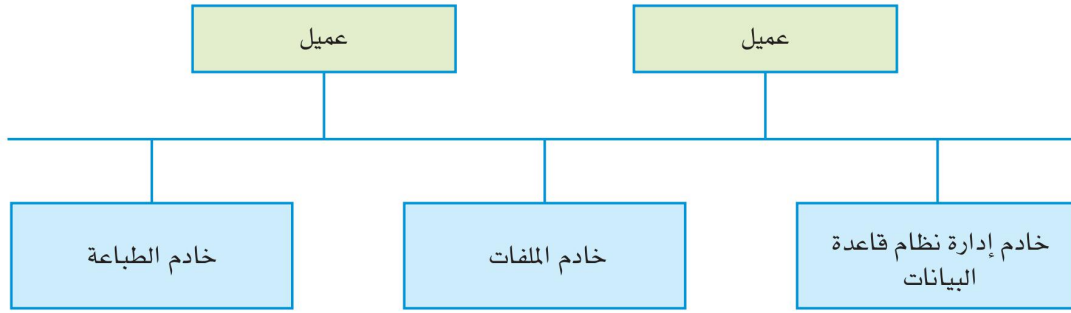 عميل
عميل
خادم إدارة نظام قاعدة
البيانات
خادم الملفات
خادم الطباعة